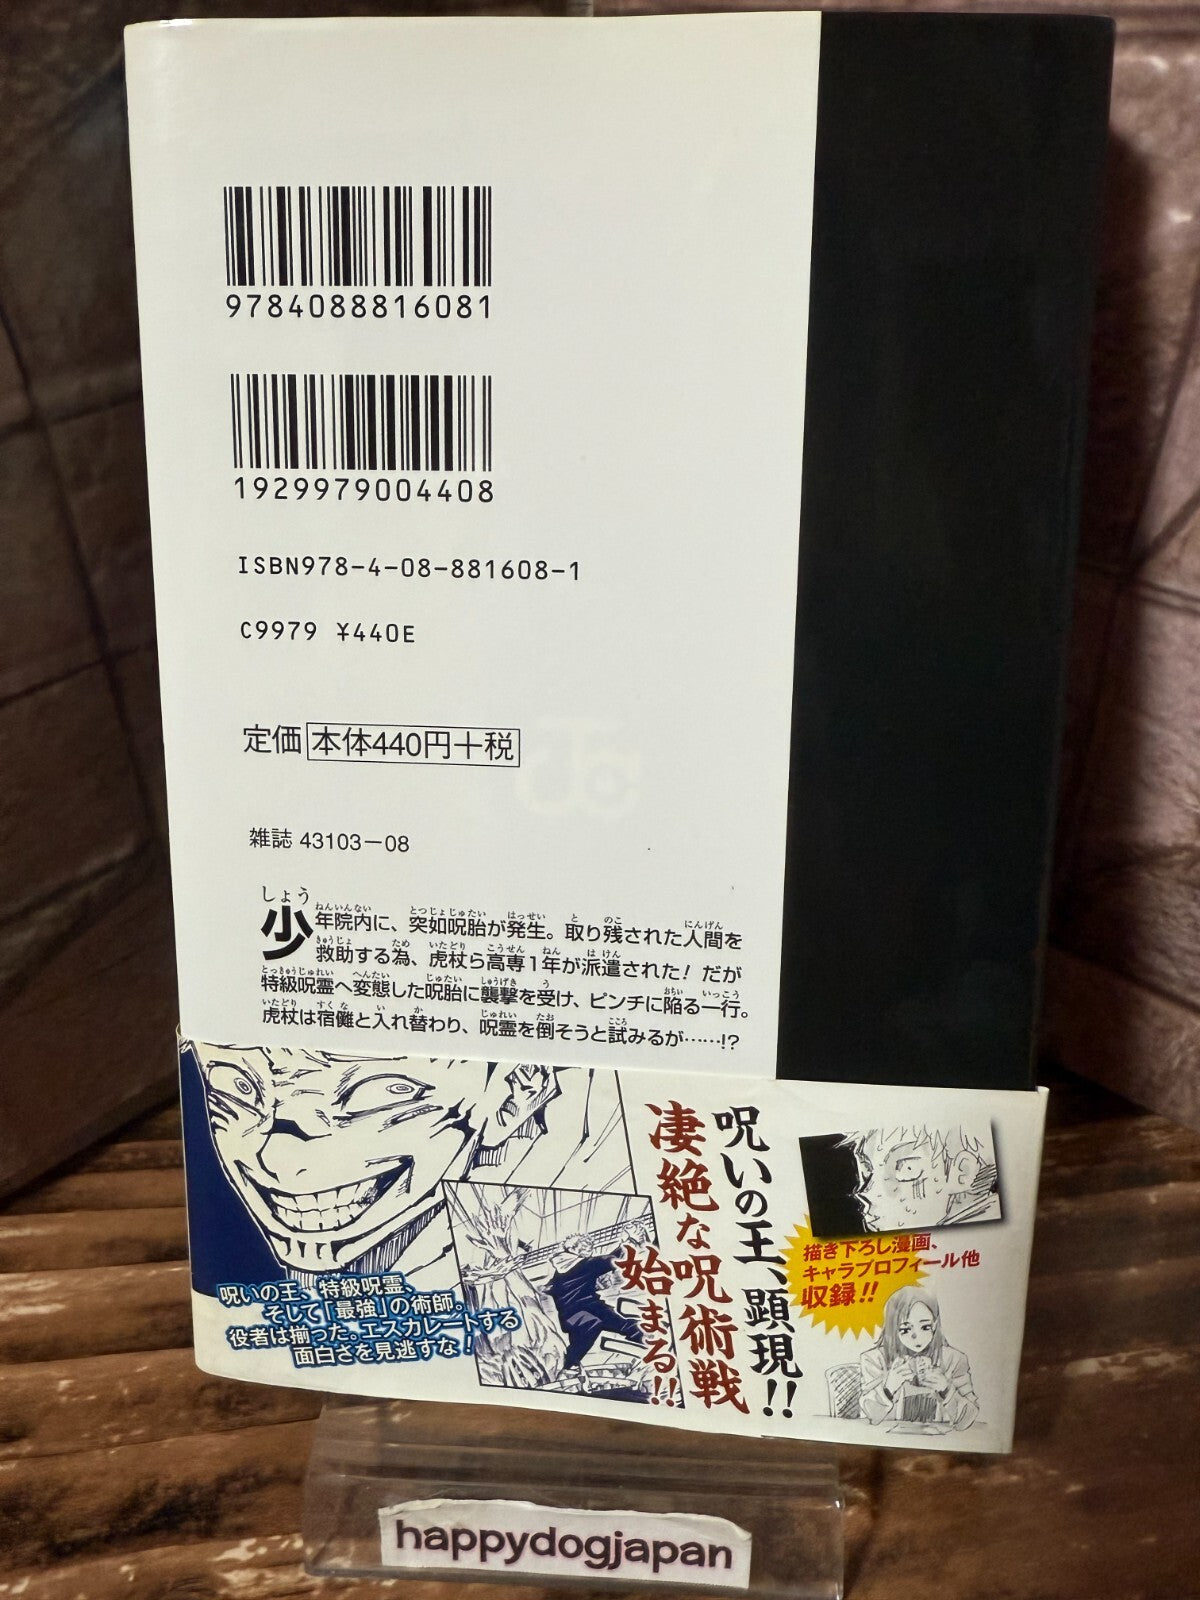 9784088816081
1929979004408
ISBN978-4-08-881608-1
C9979 ¥440E
定価 本体440円+税
雑誌 43103-08
少年院内に、突如呪胎が発生。取り残された人間を
救助する為、虎杖ら高専1年が派遣された! だが
特級呪霊へ変態した呪胎に襲撃を受け、ピンチに陥る一行。
虎杖は宿儺と入れ替わり、呪霊を倒そうと試みるが……!?
呪いの王、顕現!!
凄絶な呪術戦
始まる!!
描き下ろし漫画、
キャラプロフィール他
収録!!
呪いの王、特級呪霊、
そして「最強」の術師。
役者は揃った。エスカレートする
面白さを見逃すな!
happydogjapan